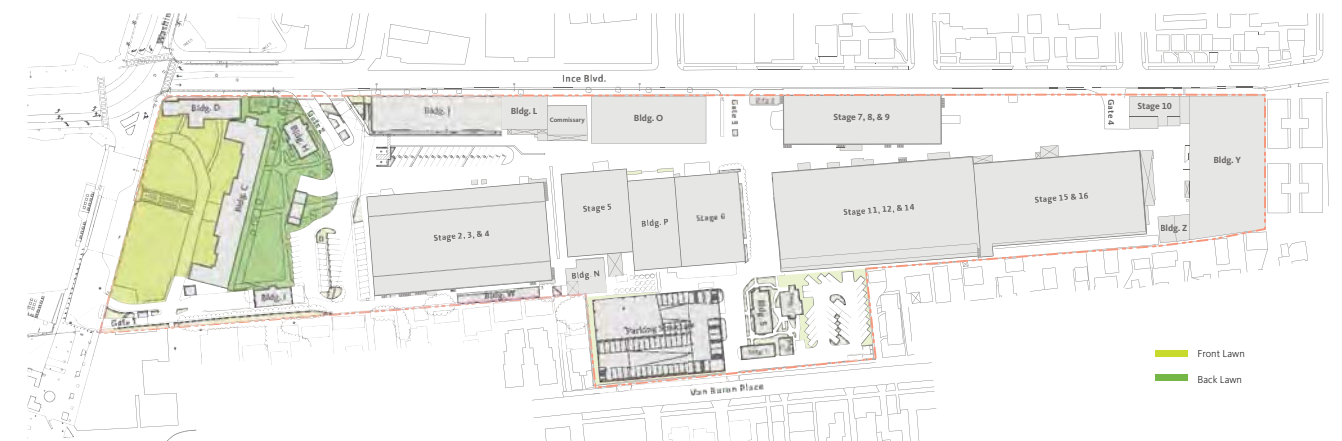 Washin
Ince Blvd.
Bldg. D
Gate 2
Bldg. H
Bldg. C
Bldg. L
Commissary
Bldg. O
Gate 3
Stage 7, 8, & 9
Gate 4
Stage 10
Bldg. Y
Stage 2, 3, & 4
Stage 5
Bldg. P
Stage 6
Stage 11, 12, & 14
Stage 15 & 16
Bldg. Z
Bldg. N
Bldg. W
Gate 1
Bldg. S
Van Buren Place
Front Lawn
Back Lawn